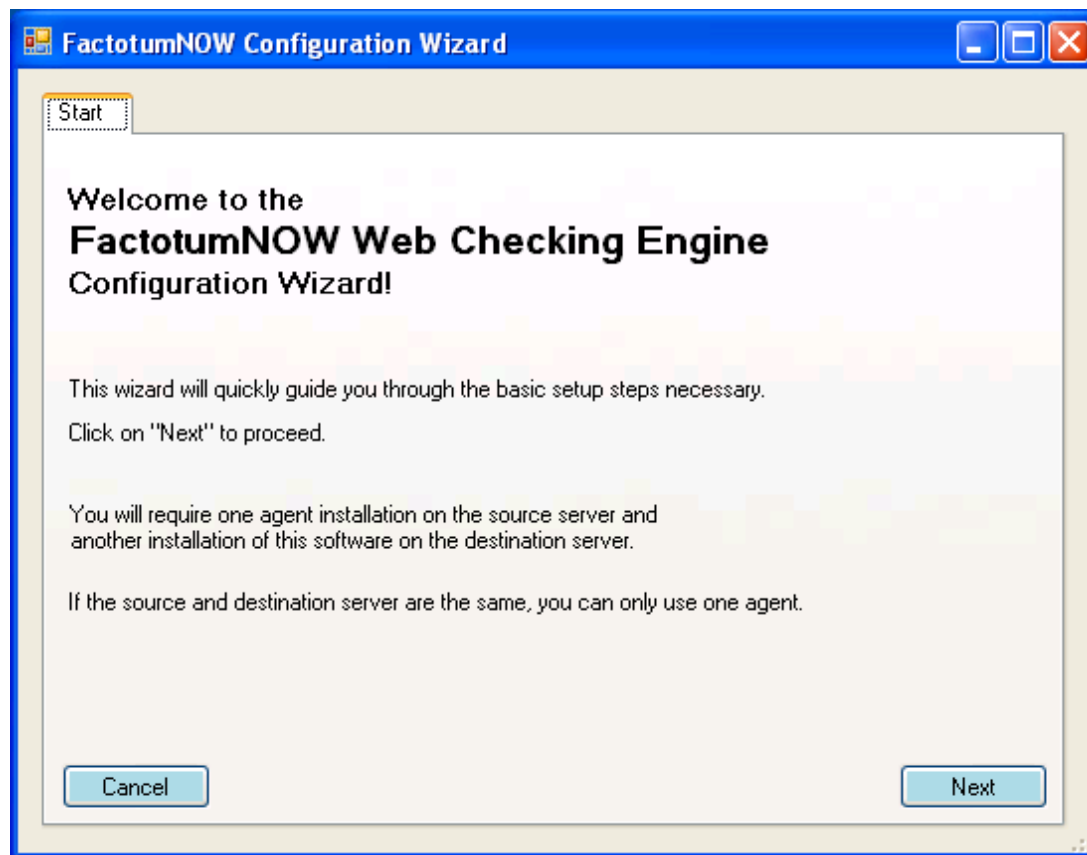 FactotumNOW Configuration Wizard
Start
Welcome to the
FactotumNOW Web Checking Engine
Configuration Wizard!
This wizard will quickly guide you through the basic setup steps necessary.
Click on "Next" to proceed.
You will require one agent installation on the source server and
another installation of this software on the destination server.
If the source and destination server are the same, you can only use one agent.
Cancel
Next